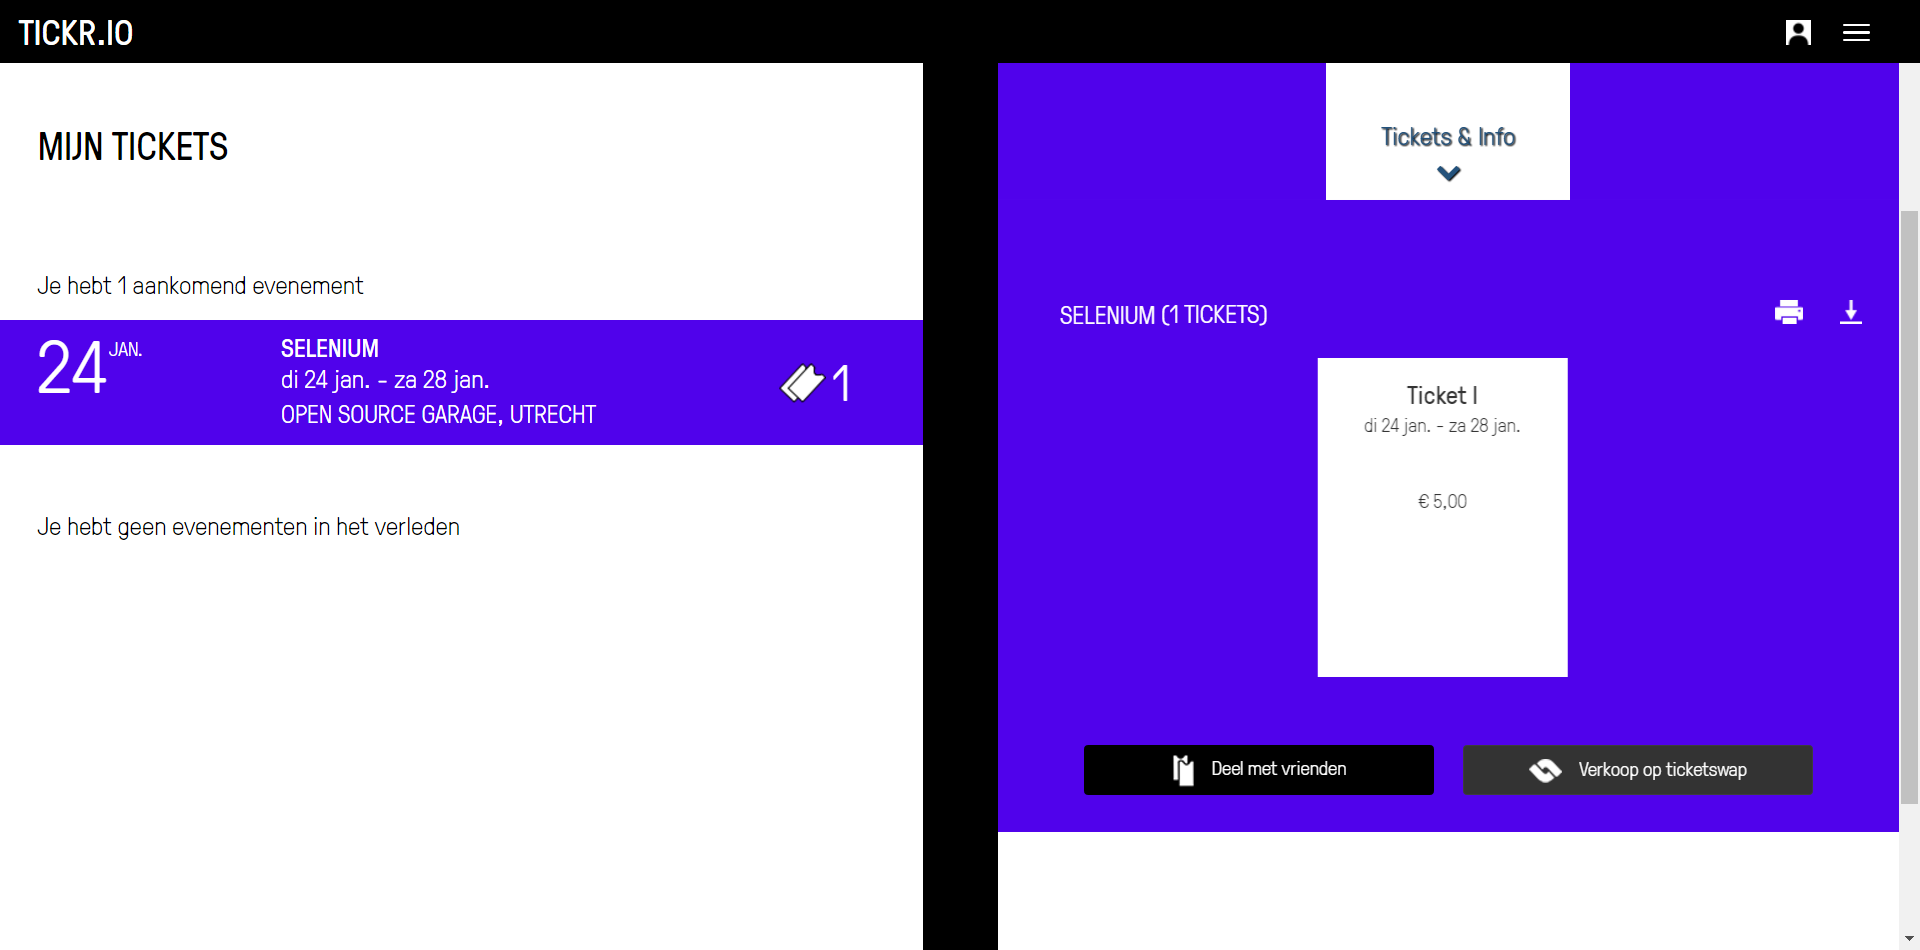 TICKR.IO
MIJN TICKETS
Je hebt 1 aankomend evenement
24 JAN.
SELENIUM
di 24 jan. - za 28 jan.
OPEN SOURCE GARAGE, UTRECHT
1
Je hebt geen evenementen in het verleden
Tickets & Info
SELENIUM (1 TICKETS)
Ticket I
di 24 jan. - za 28 jan.
€ 5,00
Deel met vrienden
Verkoop op ticketswap